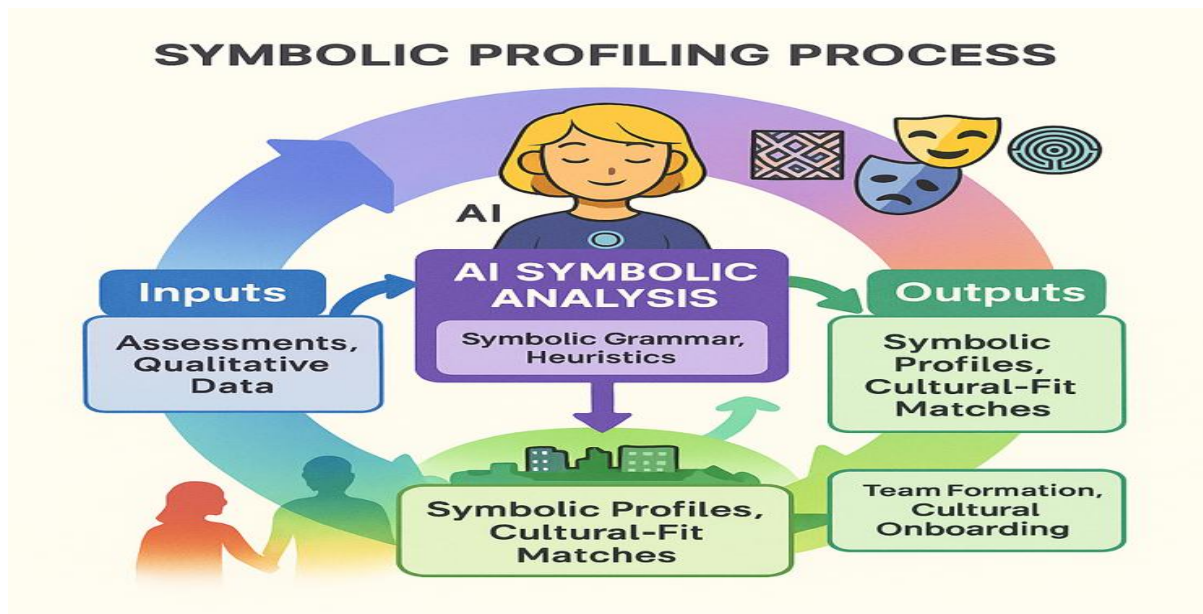 SYMBOLIC PROFILING PROCESS
AI
Inputs
Assessments,
Qualitative
Data
AI SYMBOLIC
ANALYSIS
Symbolic Grammar,
Heuristics
Outputs
Symbolic
Profiles,
Cultural-Fit
Matches
Symbolic Profiles,
Cultural-Fit
Matches
Team Formation,
Cultural
Onboarding